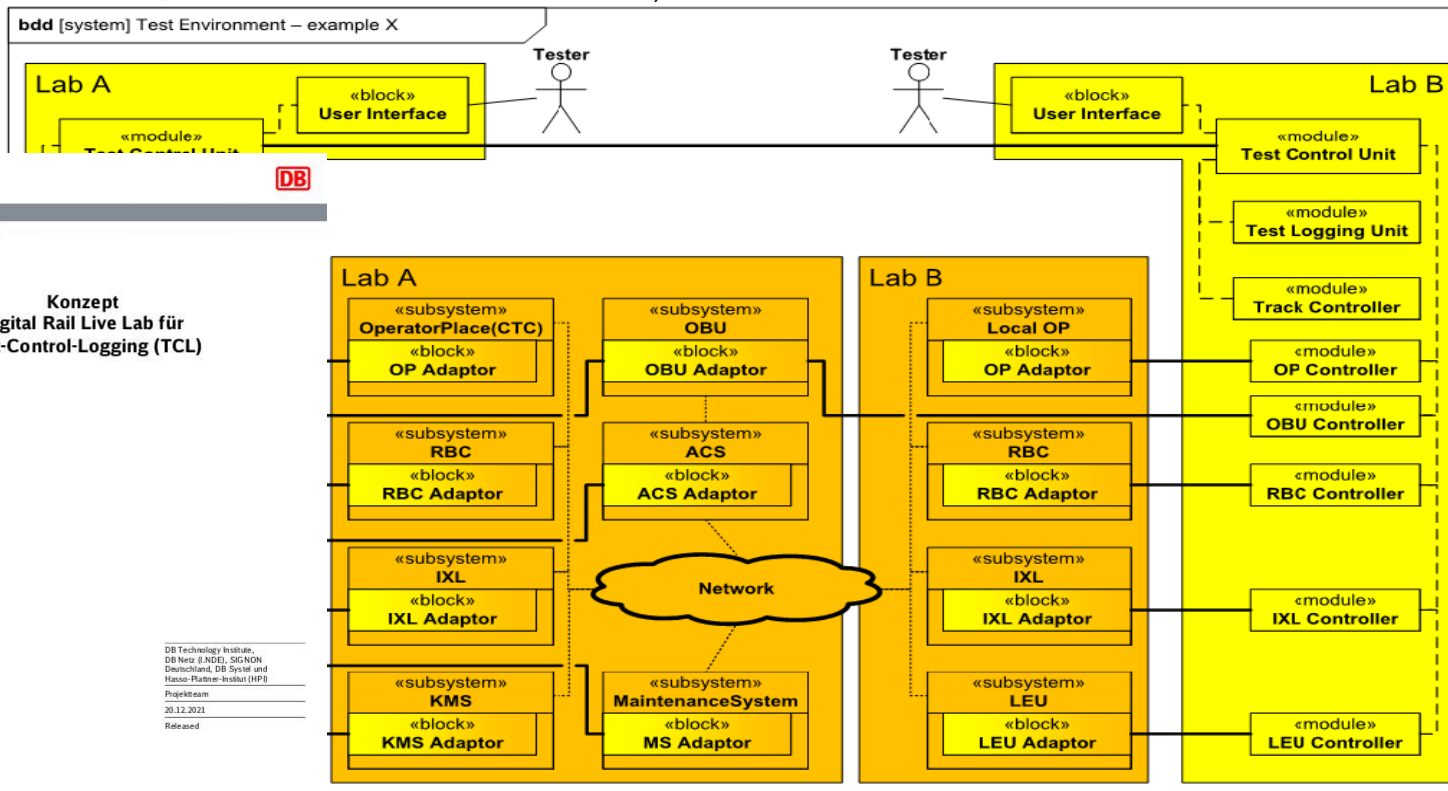 bdd [system] Test Environment – example X
Tester
Tester
Lab A
«block»
User Interface
«module»
«block»
User Interface
Lab B
«module»
Test Control Unit
«module»
Test Logging Unit
«module»
Track Controller
«module»
OP Controller
«module»
OBU Controller
«module»
RBC Controller
«module»
IXL Controller
«module»
LEU Controller
DB
Konzept
gital Rail Live Lab für
-Control-Logging (TCL)
DB Technology Institute,
DB Netz (I.NDE), SIGNON
Deutschland, DB Systel und
Hasso-Plattner-Institut (HPI)
Projektteam
20.12.2021
Released
Lab A
«subsystem»
OperatorPlace(CTC)
«block»
OP Adaptor
«subsystem»
OBU
«block»
OBU Adaptor
«subsystem»
RBC
«block»
RBC Adaptor
«subsystem»
ACS
«block»
ACS Adaptor
«subsystem»
IXL
«block»
IXL Adaptor
Network
«subsystem»
KMS
«block»
KMS Adaptor
«subsystem»
MaintenanceSystem
«block»
MS Adaptor
Lab B
«subsystem»
Local OP
«block»
OP Adaptor
«subsystem»
RBC
«block»
RBC Adaptor
«subsystem»
IXL
«block»
IXL Adaptor
«subsystem»
LEU
«block»
LEU Adaptor